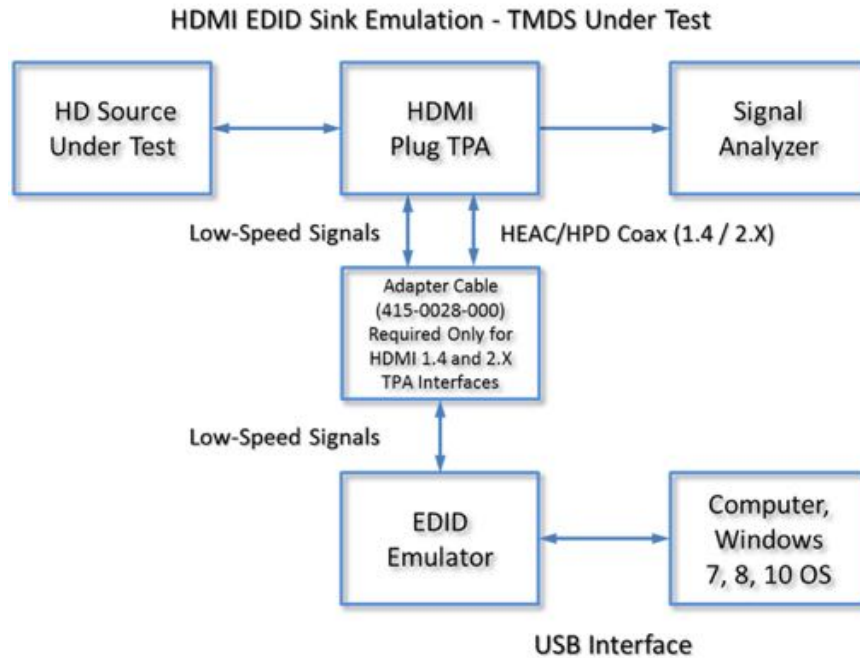 HDMI EDID Sink Emulation - TMDS Under Test
HD Source
Under Test
HDMI
Plug TPA
Signal
Analyzer
Low-Speed Signals
HEAC/HPD Coax (1.4 / 2.X)
Adapter Cable
(415-0028-000)
Required Only for
HDMI 1.4 and 2.X
TPA Interfaces
Low-Speed Signals
EDID
Emulator
Computer,
Windows
7, 8, 10 OS
USB Interface